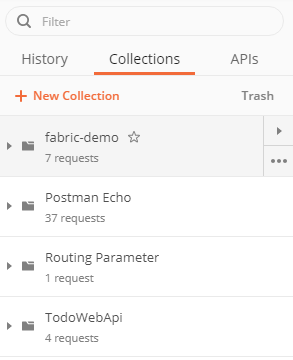 Filter
History Collections APIs
+ New Collection Trash
fabric-demo
7 requests
Postman Echo
37 requests
Routing Parameter
1 request
TodoWebApi
4 requests